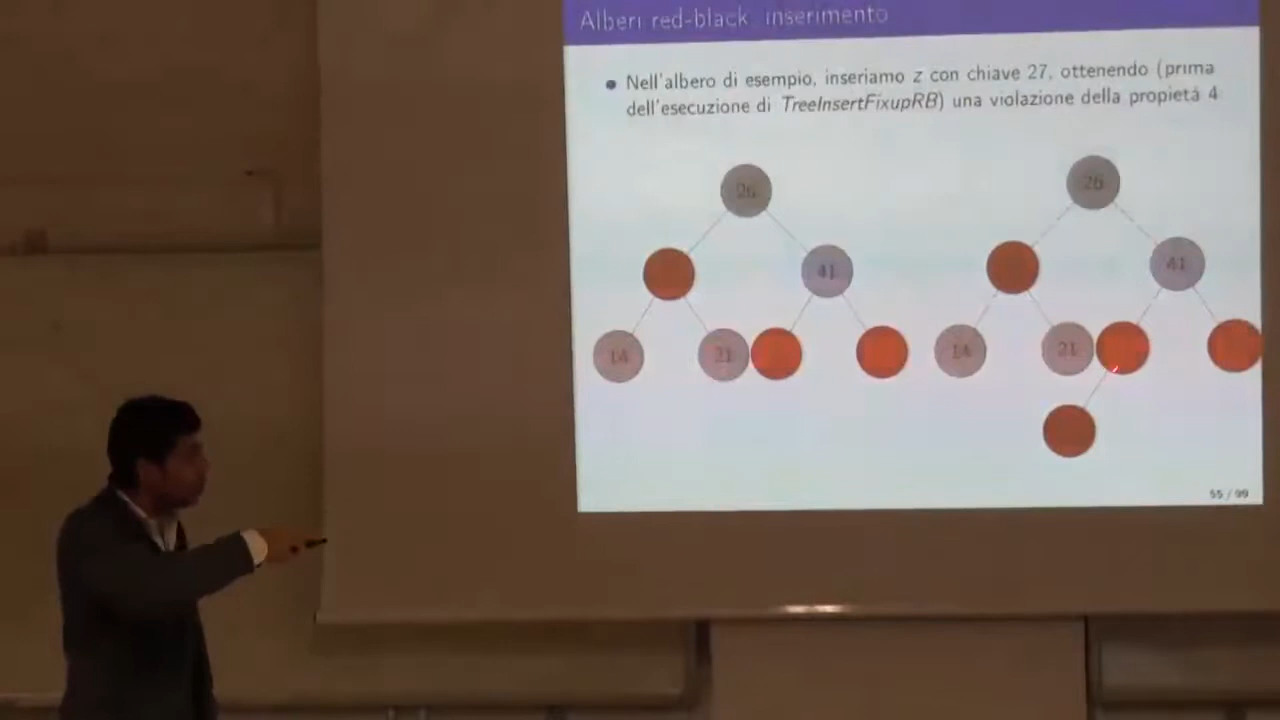 Alberi red-black: inserimento
Nell'albero di esempio, inseriamo z con chiave 27, ottenendo (prima
dell'esecuzione di TreeInsertFixupRB) una violazione della propietá 4
26
26
41
41
14
21
14
21
55 / 99